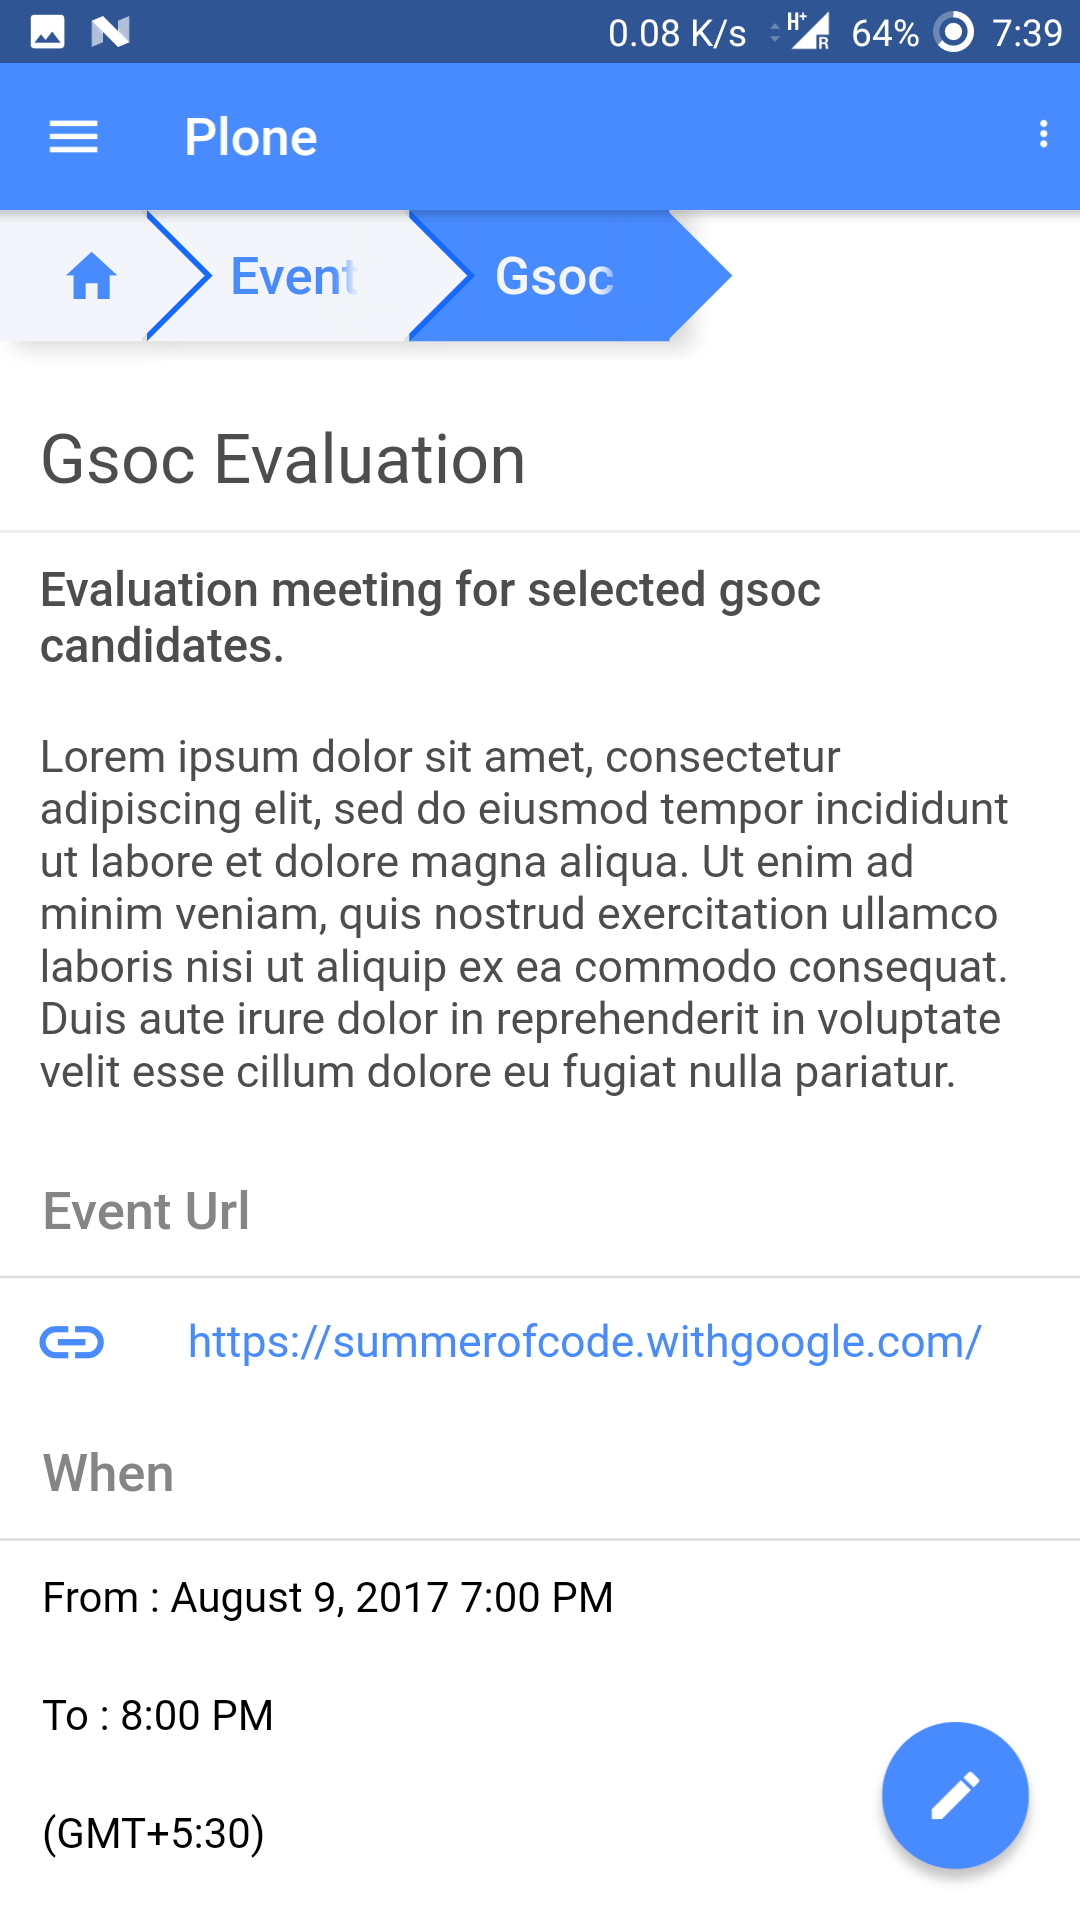 0.08 K/s H+ R 64% 7:39
Plone
Event Gsoc
Gsoc Evaluation
Evaluation meeting for selected gsoc
candidates.
Lorem ipsum dolor sit amet, consectetur
adipiscing elit, sed do eiusmod tempor incididunt
ut labore et dolore magna aliqua. Ut enim ad
minim veniam, quis nostrud exercitation ullamco
laboris nisi ut aliquip ex ea commodo consequat.
Duis aute irure dolor in reprehenderit in voluptate
velit esse cillum dolore eu fugiat nulla pariatur.
Event Url
https://summerofcode.withgoogle.com/
When
From : August 9, 2017 7:00 PM
To : 8:00 PM
(GMT+5:30)